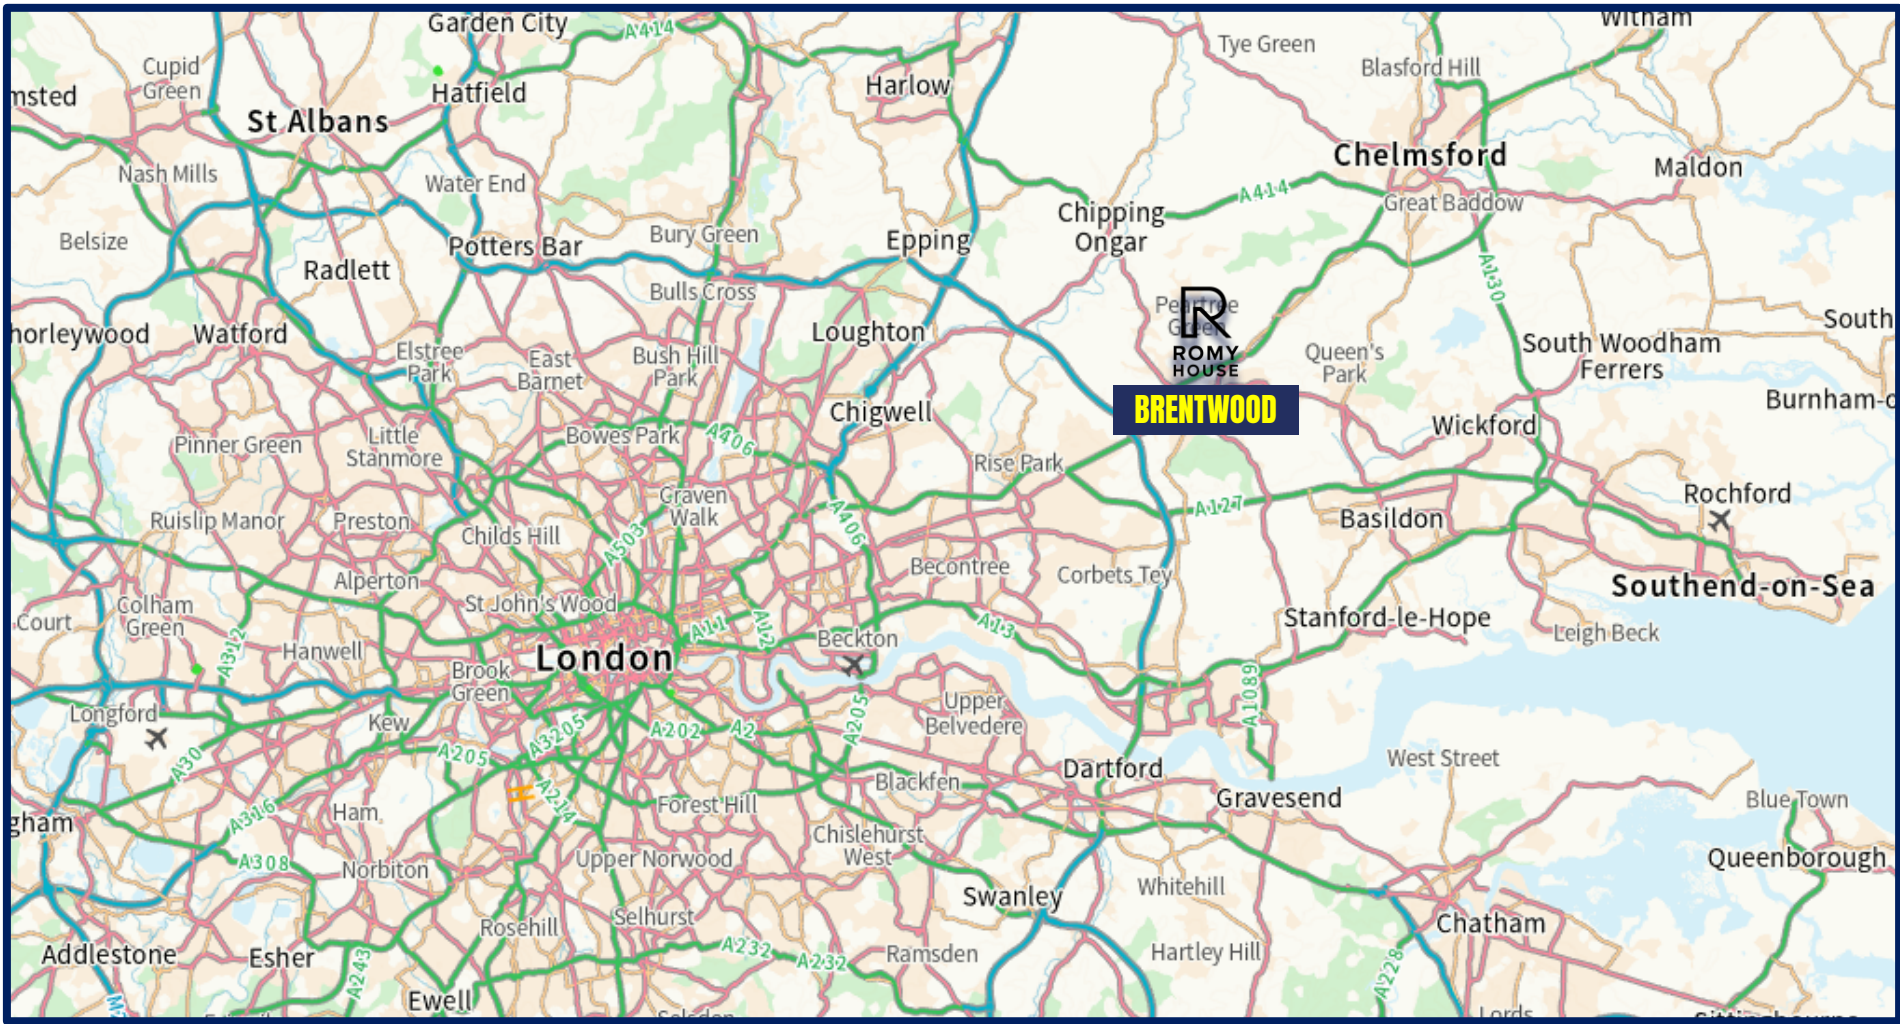 Garden City
A414
Tye Green
Witham
Cupid
Green
Blasford Hill
msted
Hatfield
Harlow
St Albans
Chelmsford
Nash Mills
Water End
Maldon
A414
Great Baddow
Chipping
Ongar
Belsize
Potters Bar
Bury Green
Epping
Radlett
A130
Bulls Cross
Peartree
Green
R
ROMY
HOUSE
horleywood
Watford
Loughton
South
Elstree
Park
East
Barnet
Bush Hill
Park
Queen's
Park
South Woodham
Ferrers
Chigwell
BRENTWOOD
Burnham-o
Pinner Green
Little
Stanmore
Bowes Park
A406
Wickford
Rise Park
Craven
Walk
Rochford
Ruislip Manor
Preston
Childs Hill
A503
A406
A127
Basildon
Alperton
Becontree
Corbets Tey
Southend-on-Sea
Colham
Green
St John's Wood
Court
A312
Hanwell
A11
A12
Beckton
A13
Stanford-le-Hope
Leigh Beck
London
Brook
Green
A1089
Longford
Kew
Upper
Belvedere
A30
A205
A3205
A202
A2
A205
West Street
Dartford
Blackfen
Gravesend
A214
Blue Town
gham
A316
Ham
Forest Hill
Chislehurst
West
A308
Norbiton
Upper Norwood
Queenborough
Swanley
Whitehill
Rosehill
Selhurst
Chatham
Addlestone
Esher
A243
A232
A232
Ramsden
Hartley Hill
A228
Ewell
Lords